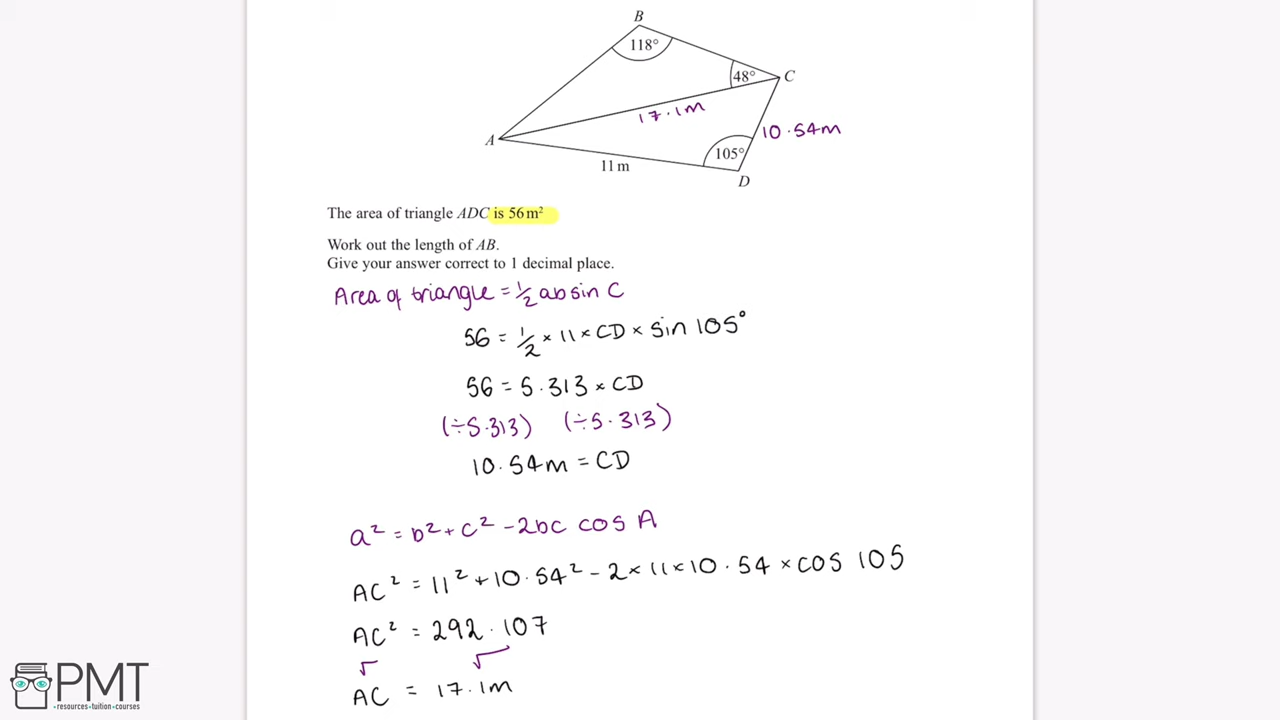 B
118°
48° C
17.1m
10.54m
A
105°
11 m
D
The area of triangle ADC is 56 m²
Work out the length of AB.
Give your answer correct to 1 decimal place.
Area of triangle = ½ ab sin C
56 = ½ × 11 × CD × sin 105°
56 = 5.313 × CD
(÷5.313) (÷5.313)
10.54m = CD
a² = b² + c² - 2bc cos A
AC² = 11² + 10.54² - 2 × 11 × 10.54 × cos 105
AC² = 292.107
√ √
AC = 17.1m
PMT
resources • tuition • courses